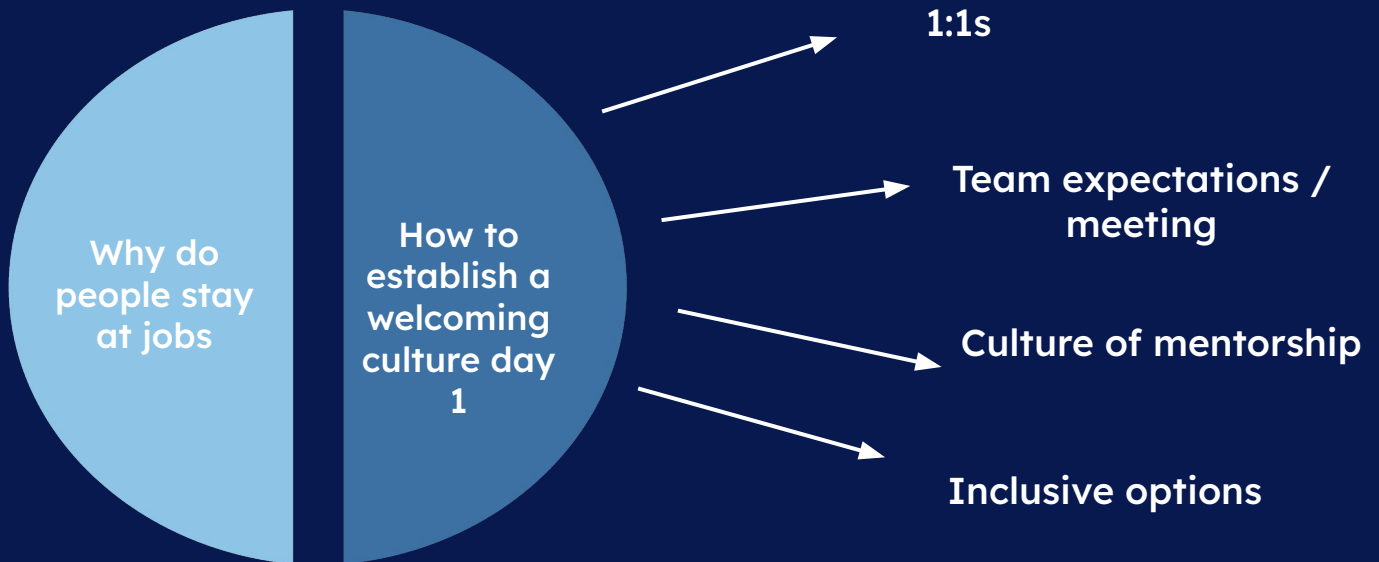 Why do
people stay
at jobs
How to
establish a
welcoming
culture day
1
1:1s
Team expectations /
meeting
Culture of mentorship
Inclusive options